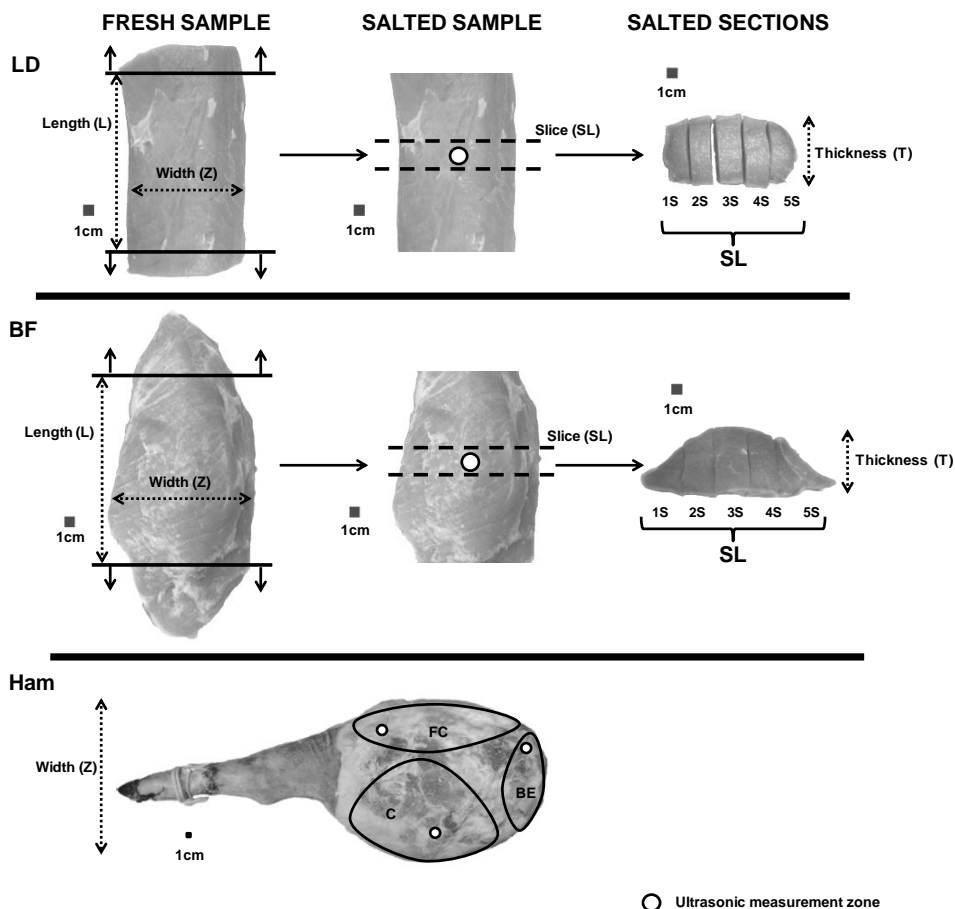 FRESH SAMPLE
SALTED SAMPLE
SALTED SECTIONS
LD
Length (L)
Width (Z)
1cm
1cm
Slice (SL)
1cm
Thickness (T)
1S 2S 3S 4S 5S
SL
BF
Length (L)
Width (Z)
1cm
1cm
Slice (SL)
1cm
Thickness (T)
1S 2S 3S 4S 5S
SL
Ham
Width (Z)
1cm
FC
BE
C
Ultrasonic measurement zone